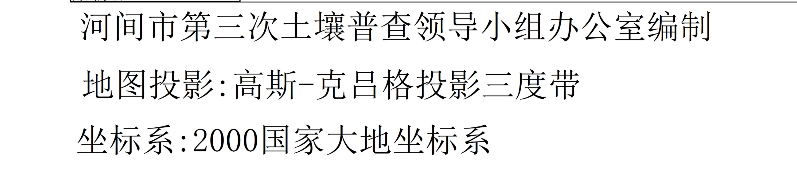 河间市第三次土壤普查领导小组办公室编制
地图投影:高斯-克吕格投影三度带
坐标系:2000国家大地坐标系